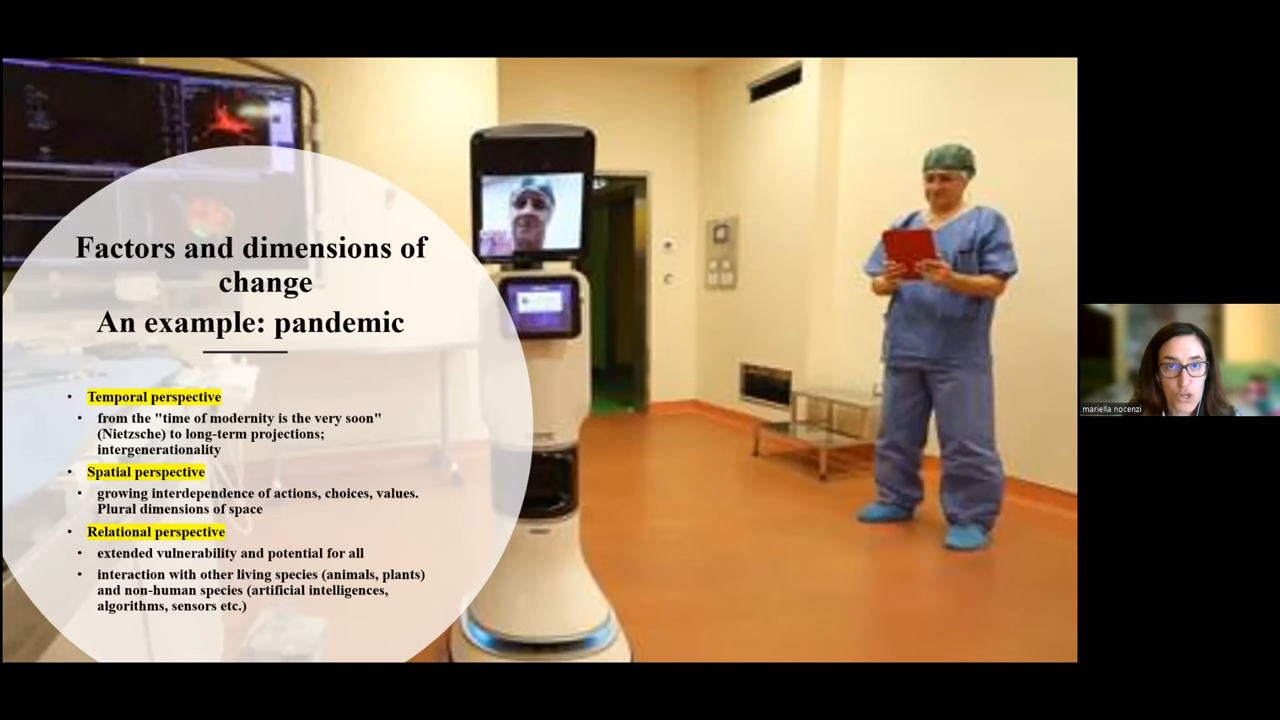 Factors and dimensions of
change
An example: pandemic
• Temporal perspective
• from the "time of modernity is the very soon"
(Nietzsche) to long-term projections;
intergenerationality
• Spatial perspective
• growing interdependence of actions, choices, values.
Plural dimensions of space
• Relational perspective
• extended vulnerability and potential for all
• interaction with other living species (animals, plants)
and non-human species (artificial intelligences,
algorithms, sensors etc.)
mariella nocenzi